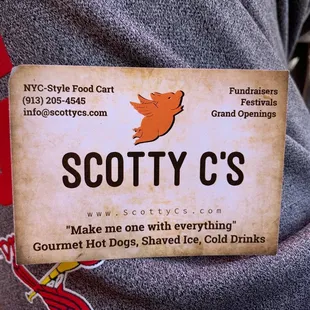 NYC-Style Food Cart
(913) 205-4545
info@scottycs.com
Fundraisers
Festivals
Grand Openings
SCOTTY C'S
www.ScottyCs.com
"Make me one with everything"
Gourmet Hot Dogs, Shaved Ice, Cold Drinks